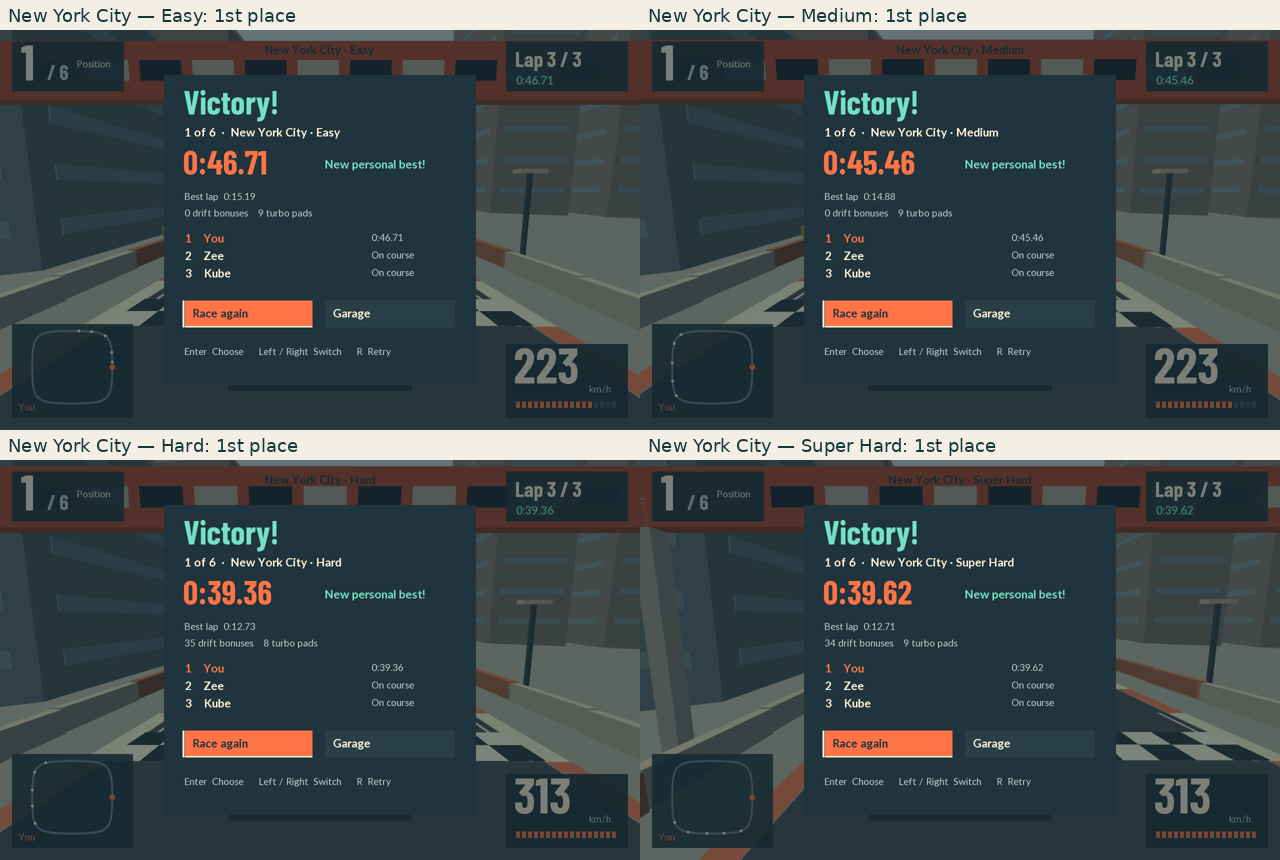 New York City — Easy: 1st place
1 / 6 Position
New York City · Easy
Lap 3 / 3
0:46.71
Victory!
1 of 6 · New York City · Easy
0:46.71 New personal best!
Best lap 0:15.19
0 drift bonuses 9 turbo pads
1 You 0:46.71
2 Zee On course
3 Kube On course
Race again Garage
Enter Choose Left / Right Switch R Retry
You
223 km/h
New York City — Medium: 1st place
1 / 6 Position
New York City · Medium
Lap 3 / 3
0:45.46
Victory!
1 of 6 · New York City · Medium
0:45.46 New personal best!
Best lap 0:14.88
0 drift bonuses 9 turbo pads
1 You 0:45.46
2 Zee On course
3 Kube On course
Race again Garage
Enter Choose Left / Right Switch R Retry
You
223 km/h
New York City — Hard: 1st place
1 / 6 Position
New York City · Hard
Lap 3 / 3
0:39.36
Victory!
1 of 6 · New York City · Hard
0:39.36 New personal best!
Best lap 0:12.73
35 drift bonuses 8 turbo pads
1 You 0:39.36
2 Zee On course
3 Kube On course
Race again Garage
Enter Choose Left / Right Switch R Retry
You
313 km/h
New York City — Super Hard: 1st place
1 / 6 Position
New York City · Super Hard
Lap 3 / 3
0:39.62
Victory!
1 of 6 · New York City · Super Hard
0:39.62 New personal best!
Best lap 0:12.71
34 drift bonuses 9 turbo pads
1 You 0:39.62
2 Zee On course
3 Kube On course
Race again Garage
Enter Choose Left / Right Switch R Retry
You
313 km/h